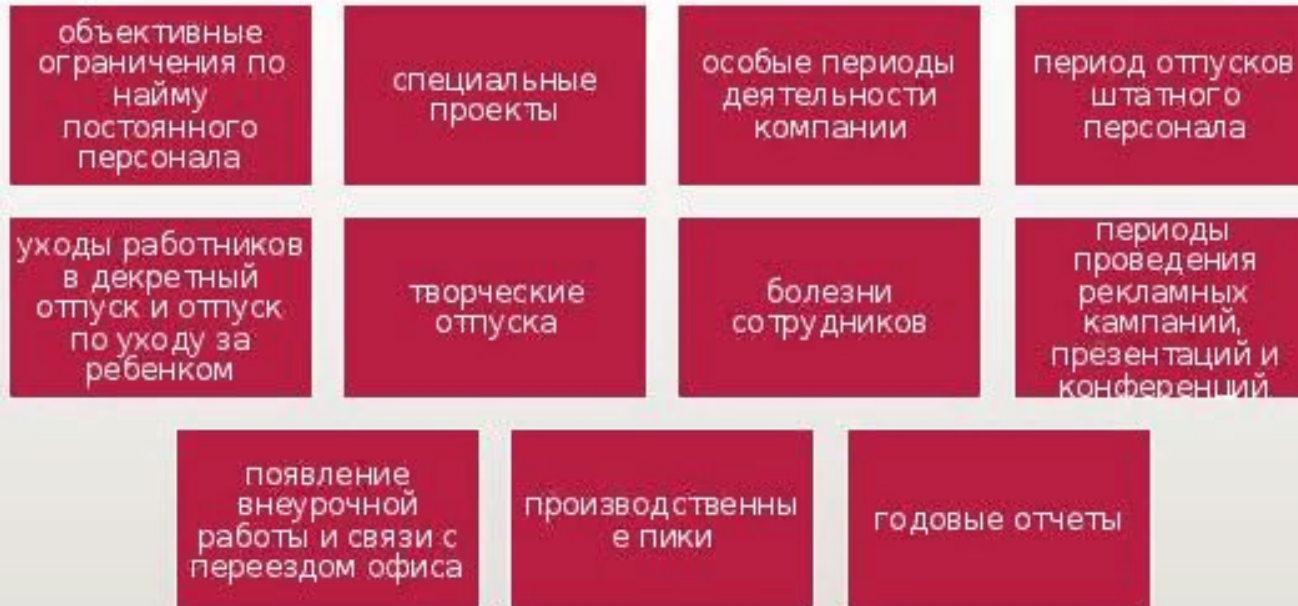 объективные
ограничения по
найму
постоянного
персонала
специальные
проекты
особые периоды
деятельности
компании
период отпусков
штатного
персонала
уходы работников
в декретный
отпуск и отпуск
по уходу за
ребенком
творческие
отпуска
болезни
сотрудников
периоды
проведения
рекламных
кампаний,
презентаций и
конференций
появление
внеурочной
работы и связи с
переездом офиса
производственны
е пики
годовые отчеты